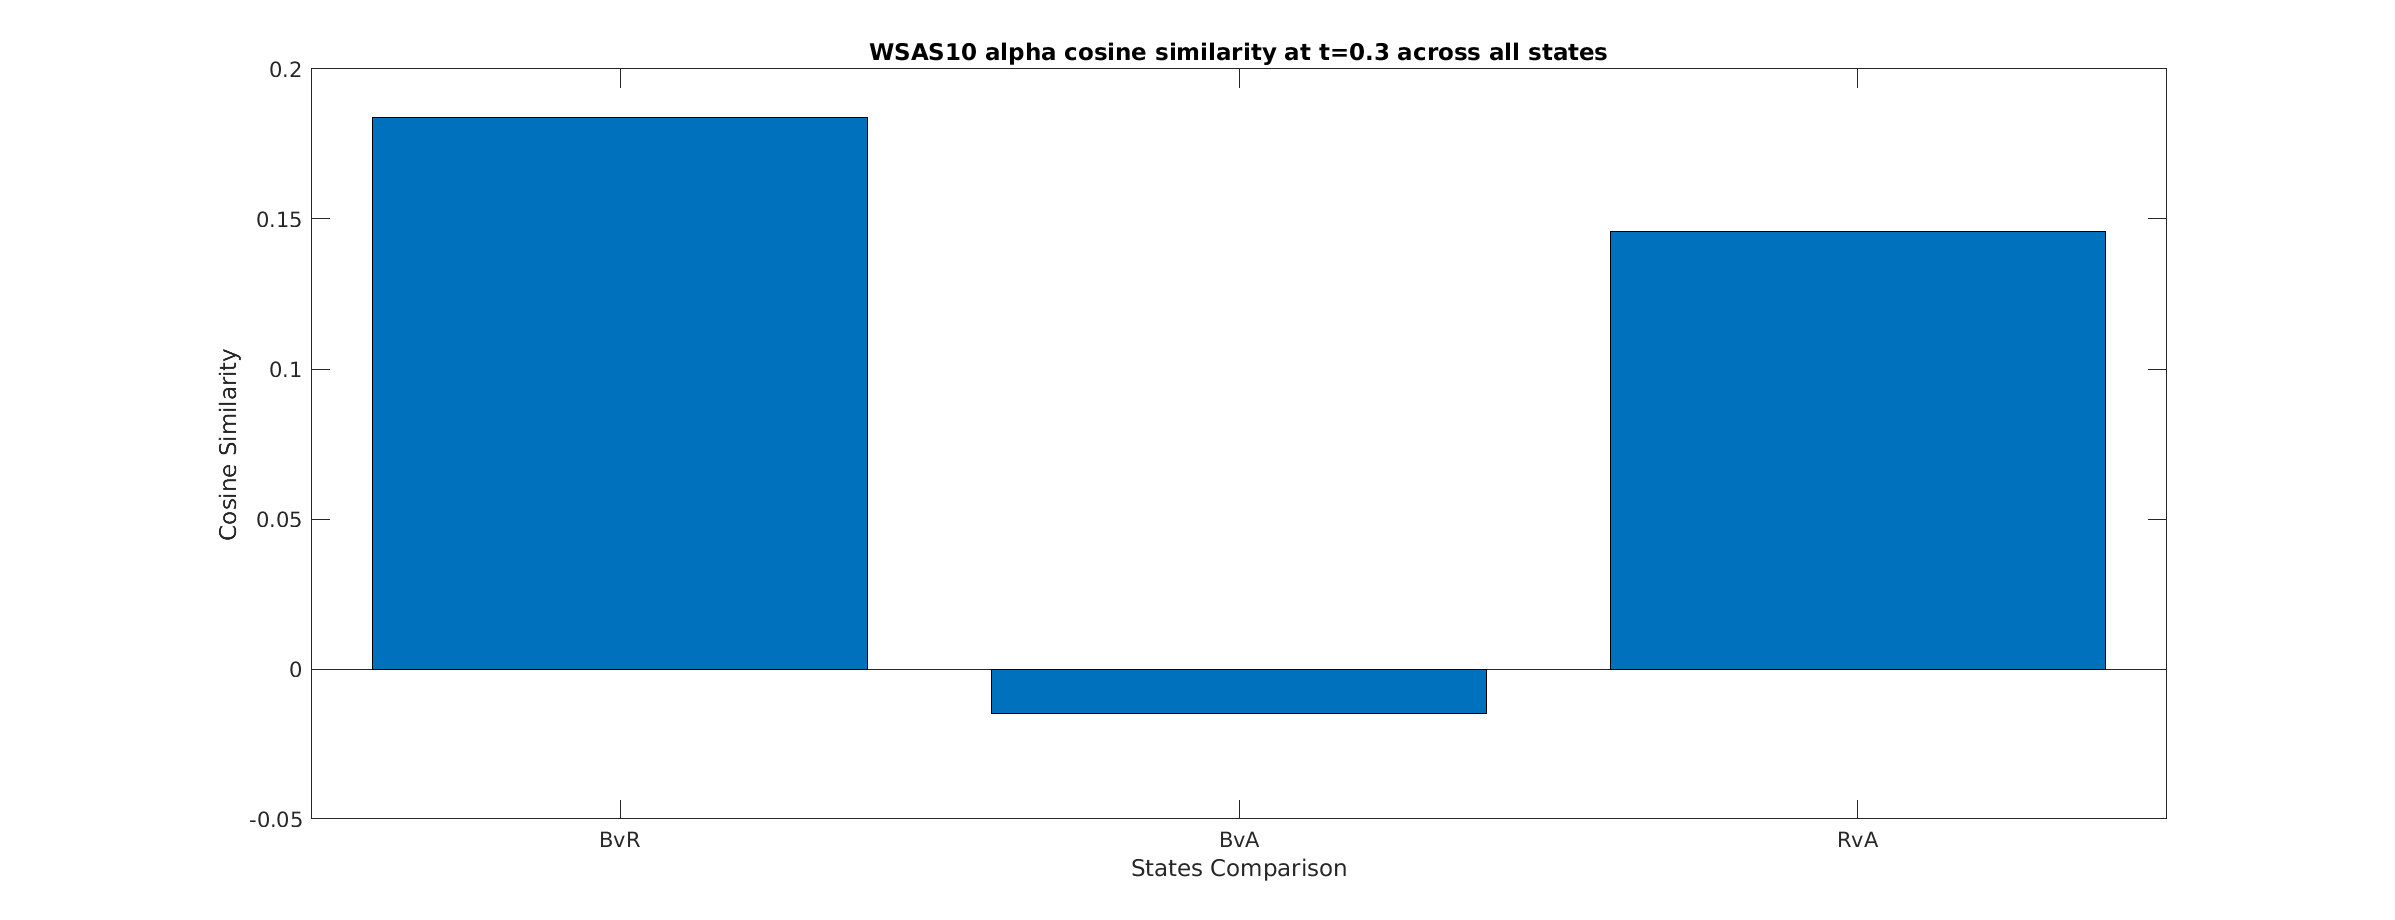 WSAS10 alpha cosine similarity at t=0.3 across all states
0.2
0.15
0.1
0.05
0
-0.05
Cosine Similarity
BvR BvA RvA
States Comparison